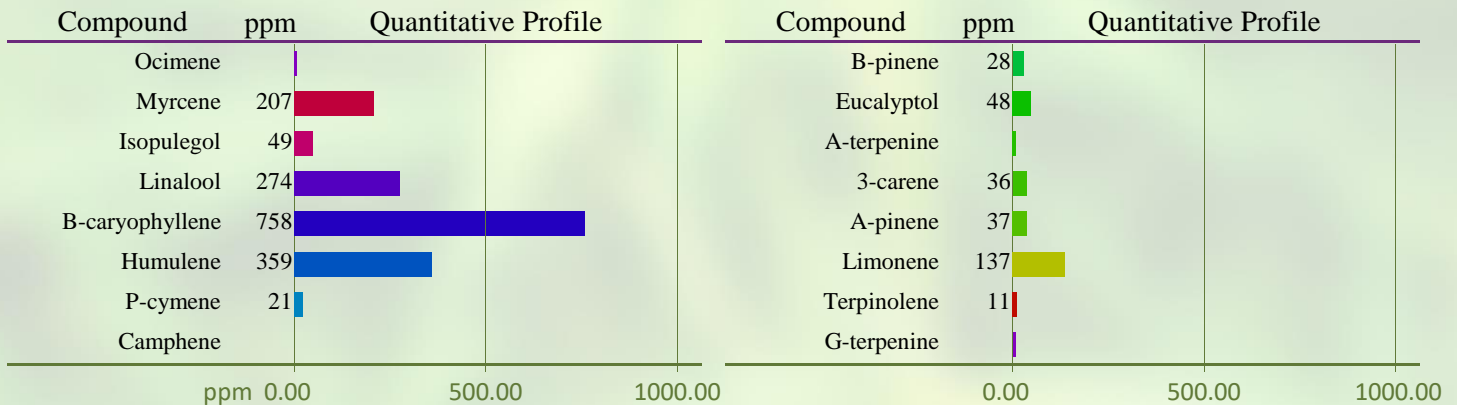 Compound ppm Quantitative Profile
Ocimene
Myrcene 207
Isopulegol 49
Linalool 274
B-caryophyllene 758
Humulene 359
P-cymene 21
Camphene
ppm 0.00 500.00 1000.00
Compound ppm Quantitative Profile
B-pinene 28
Eucalyptol 48
A-terpenine
3-carene 36
A-pinene 37
Limonene 137
Terpinolene 11
G-terpenine
0.00 500.00 1000.00